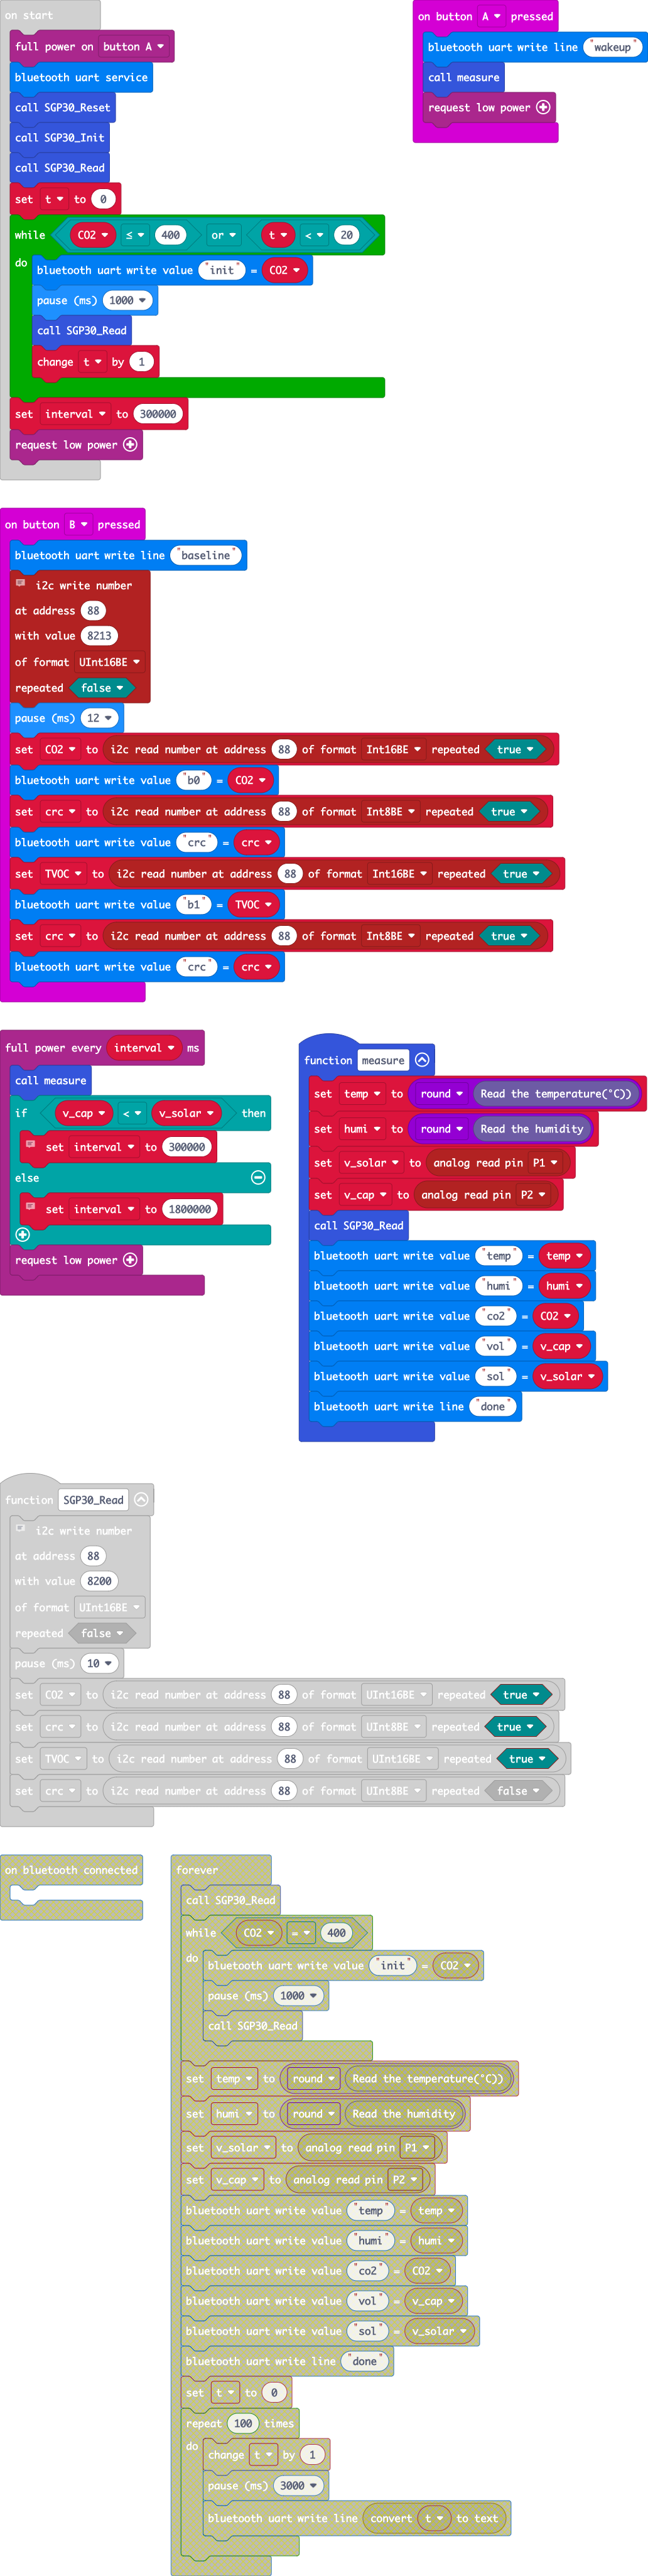 on start
full power on button A
bluetooth uart service
call SGP30_Reset
call SGP30_Init
call SGP30_Read
set t to 0
while CO2 ≤ 400 or t < 20
do
bluetooth uart write value "init" = CO2
pause (ms) 1000
call SGP30_Read
change t by 1
set interval to 300000
request low power
on button A pressed
bluetooth uart write line "wakeup"
call measure
request low power
on button B pressed
bluetooth uart write line "baseline"
i2c write number
at address 88
with value 8213
of format UInt16BE
repeated false
pause (ms) 12
set CO2 to i2c read number at address 88 of format Int16BE repeated true
bluetooth uart write value "b0" = CO2
set crc to i2c read number at address 88 of format Int8BE repeated true
bluetooth uart write value "crc" = crc
set TVOC to i2c read number at address 88 of format Int16BE repeated true
bluetooth uart write value "b1" = TVOC
set crc to i2c read number at address 88 of format Int8BE repeated true
bluetooth uart write value "crc" = crc
full power every interval ms
call measure
if v_cap < v_solar then
set interval to 300000
else
set interval to 1800000
request low power
function measure
set temp to round Read the temperature(°C))
set humi to round Read the humidity
set v_solar to analog read pin P1
set v_cap to analog read pin P2
call SGP30_Read
bluetooth uart write value "temp" = temp
bluetooth uart write value "humi" = humi
bluetooth uart write value "co2" = CO2
bluetooth uart write value "vol" = v_cap
bluetooth uart write value "sol" = v_solar
bluetooth uart write line "done"
function SGP30_Read
i2c write number
at address 88
with value 8200
of format UInt16BE
repeated false
pause (ms) 10
set CO2 to i2c read number at address 88 of format UInt16BE repeated true
set crc to i2c read number at address 88 of format UInt8BE repeated true
set TVOC to i2c read number at address 88 of format UInt16BE repeated true
set crc to i2c read number at address 88 of format UInt8BE repeated false
on bluetooth connected
forever
call SGP30_Read
while CO2 = 400
do
bluetooth uart write value "init" = CO2
pause (ms) 1000
call SGP30_Read
set temp to round Read the temperature(°C))
set humi to round Read the humidity
set v_solar to analog read pin P1
set v_cap to analog read pin P2
bluetooth uart write value "temp" = temp
bluetooth uart write value "humi" = humi
bluetooth uart write value "co2" = CO2
bluetooth uart write value "vol" = v_cap
bluetooth uart write value "sol" = v_solar
bluetooth uart write line "done"
set t to 0
repeat 100 times
do
change t by 1
pause (ms) 3000
bluetooth uart write line convert t to text